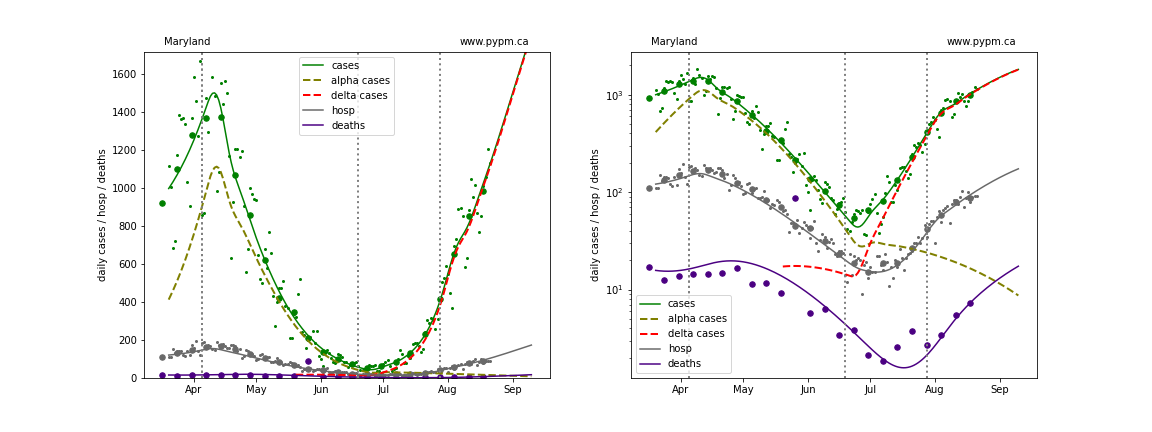 Maryland www.pypm.ca
daily cases / hosp / deaths
1600
1400
1200
1000
800
600
400
200
0
cases
alpha cases
delta cases
hosp
deaths
Apr May Jun Jul Aug Sep
Maryland www.pypm.ca
daily cases / hosp / deaths
10³
10²
10¹
cases
alpha cases
delta cases
hosp
deaths
Apr May Jun Jul Aug Sep